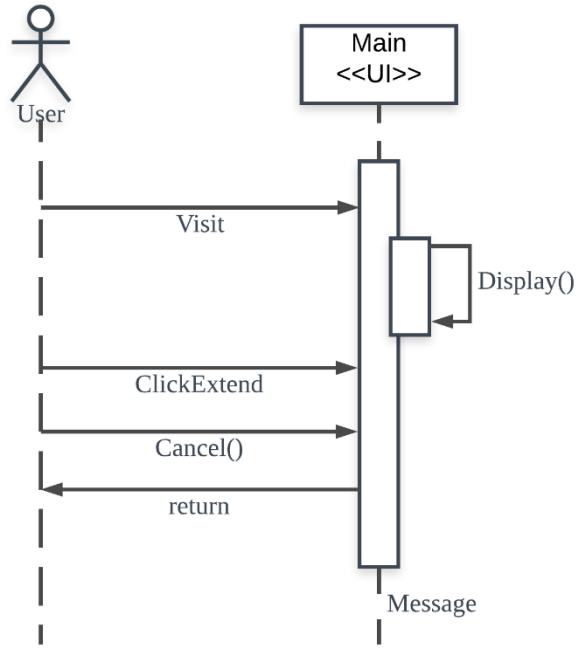 Main
<<UI>>
User
Visit
Display()
ClickExtend
Cancel()
return
Message